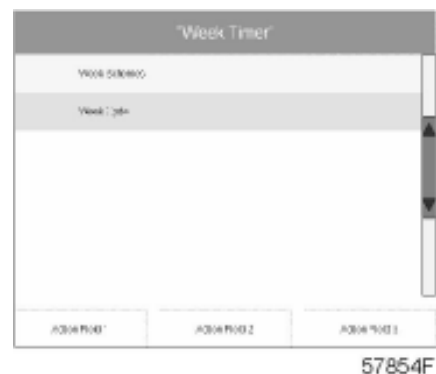 "Week Timer"
Week Schemes
Week Cycle
Action Field 1 Action Field 2 Action Field 3
57854F